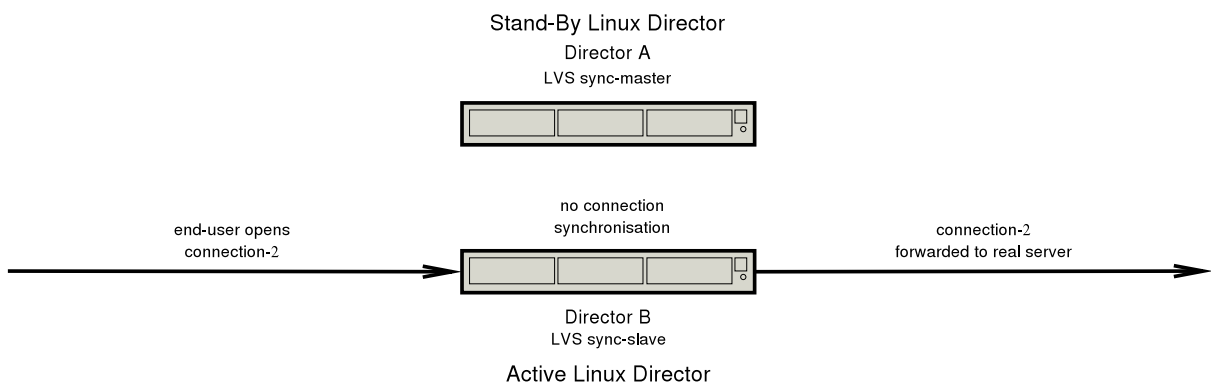 Stand-By Linux Director
Director A
LVS sync-master
no connection
synchronisation
end-user opens
connection-2
connection-2
forwarded to real server
Director B
LVS sync-slave
Active Linux Director